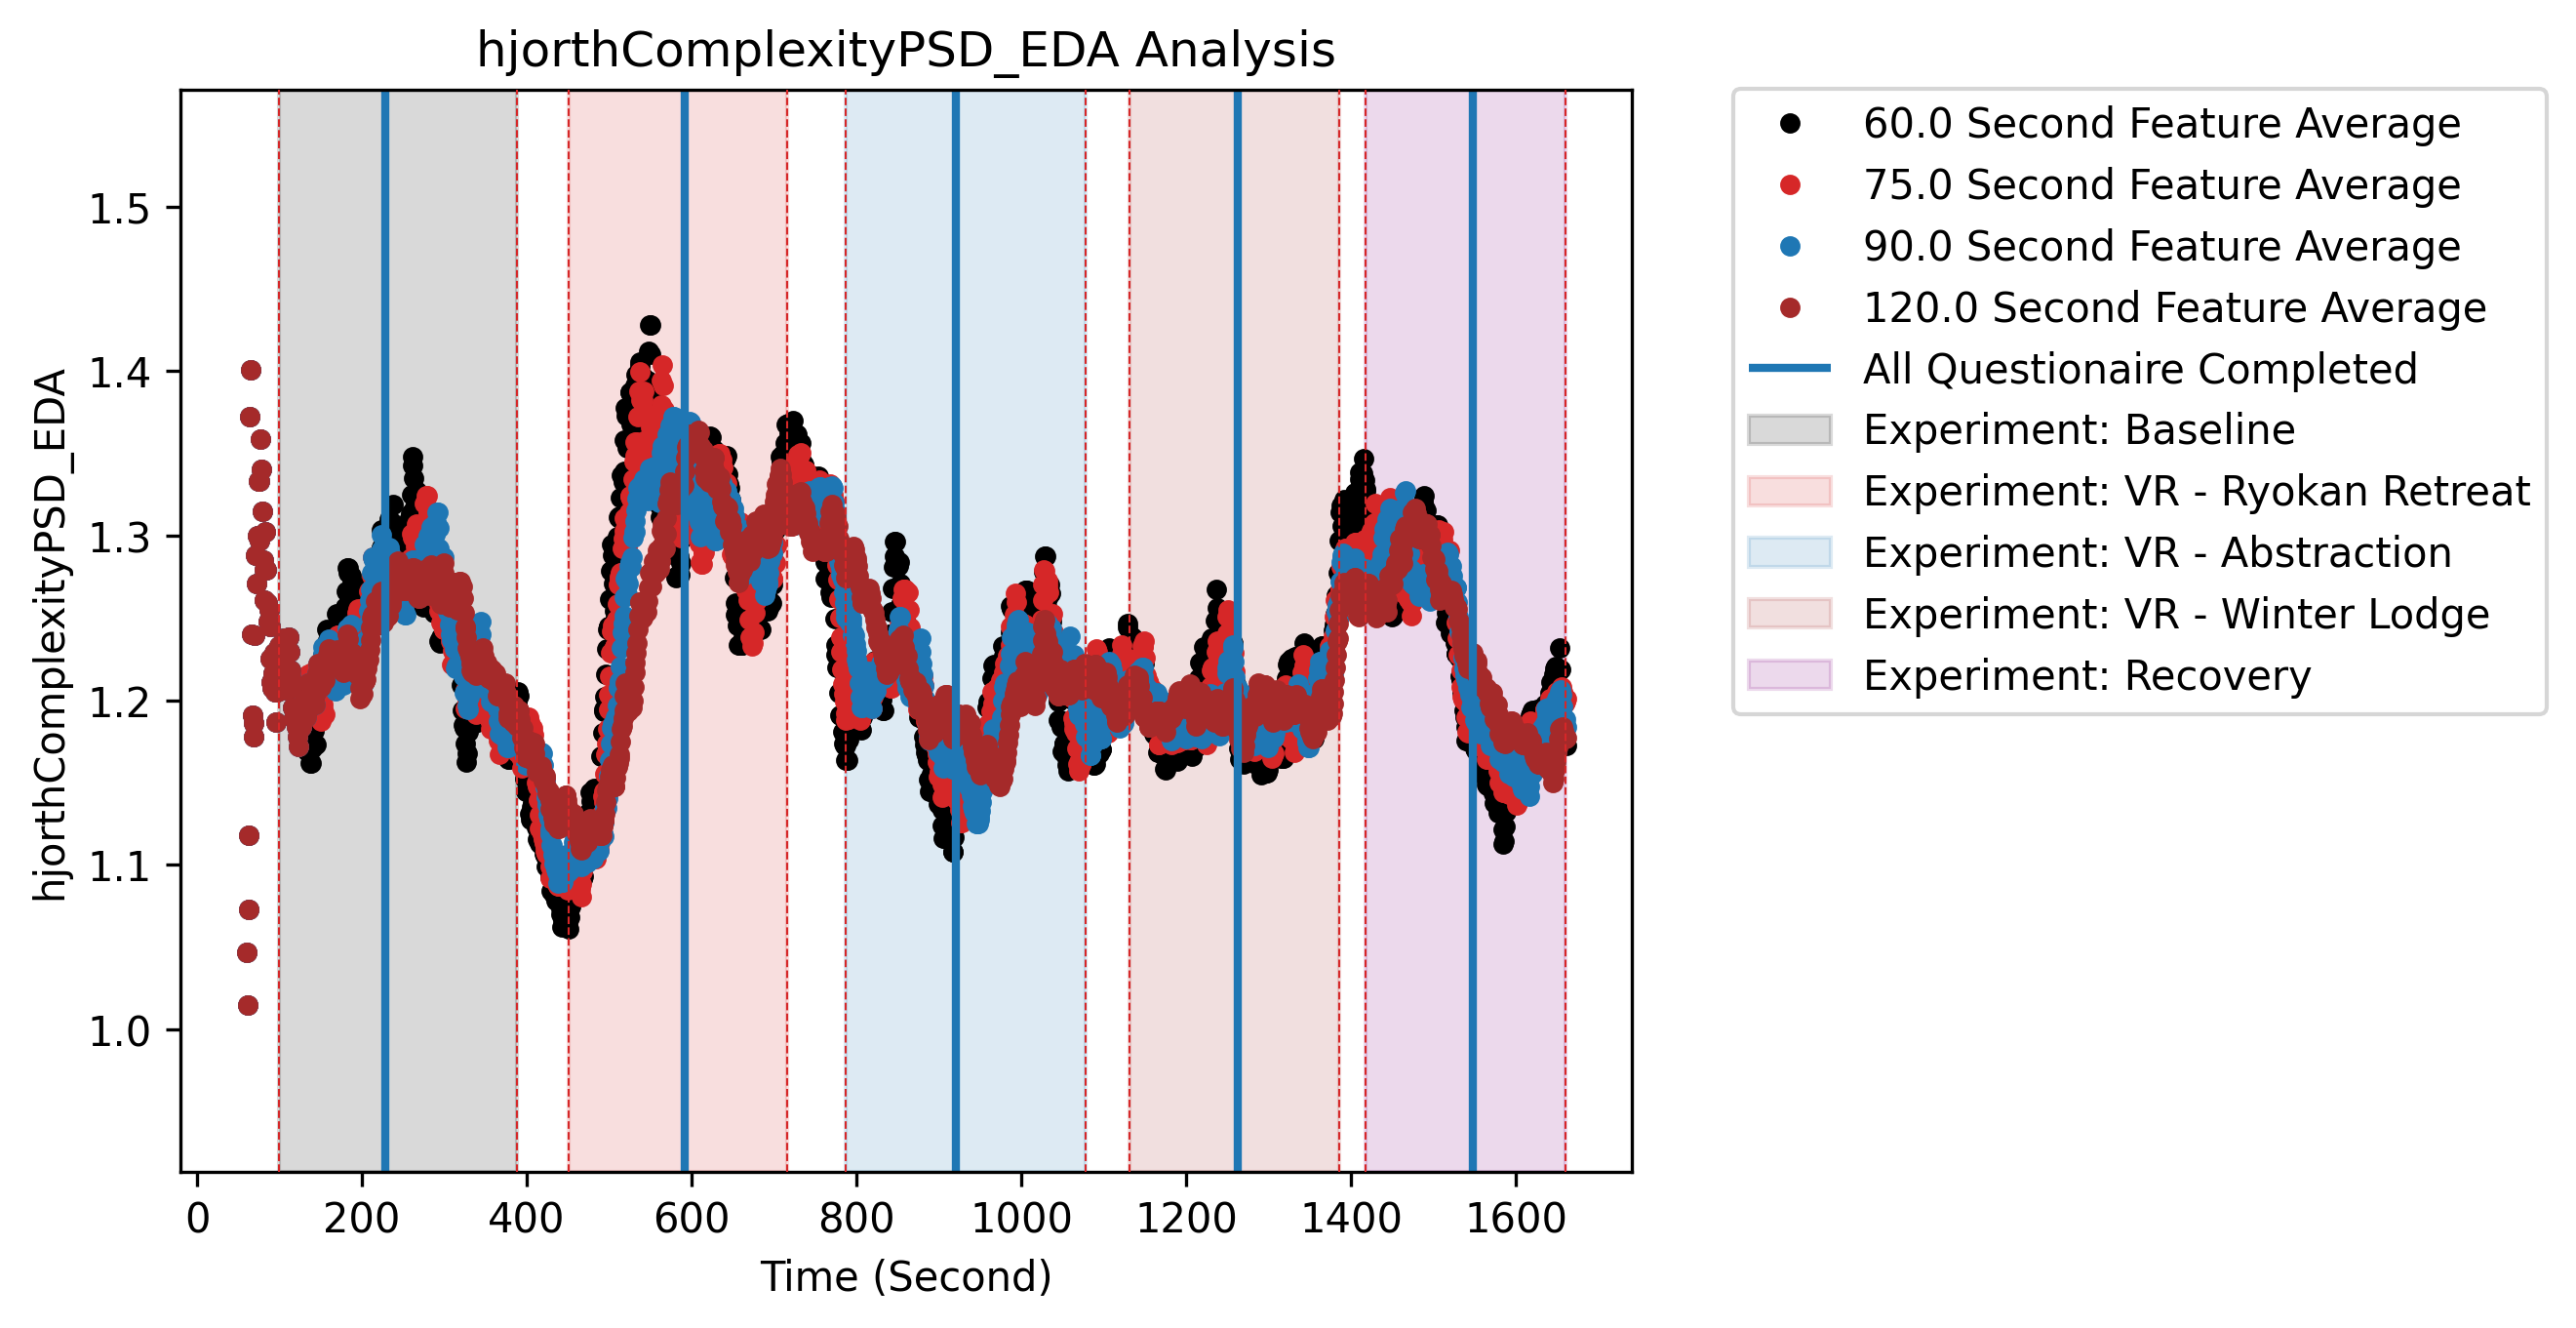 hjorthComplexityPSD_EDA Analysis
hjorthComplexityPSD_EDA
1.5
1.4
1.3
1.2
1.1
1.0
0 200 400 600 800 1000 1200 1400 1600
Time (Second)
60.0 Second Feature Average
75.0 Second Feature Average
90.0 Second Feature Average
120.0 Second Feature Average
All Questionaire Completed
Experiment: Baseline
Experiment: VR - Ryokan Retreat
Experiment: VR - Abstraction
Experiment: VR - Winter Lodge
Experiment: Recovery